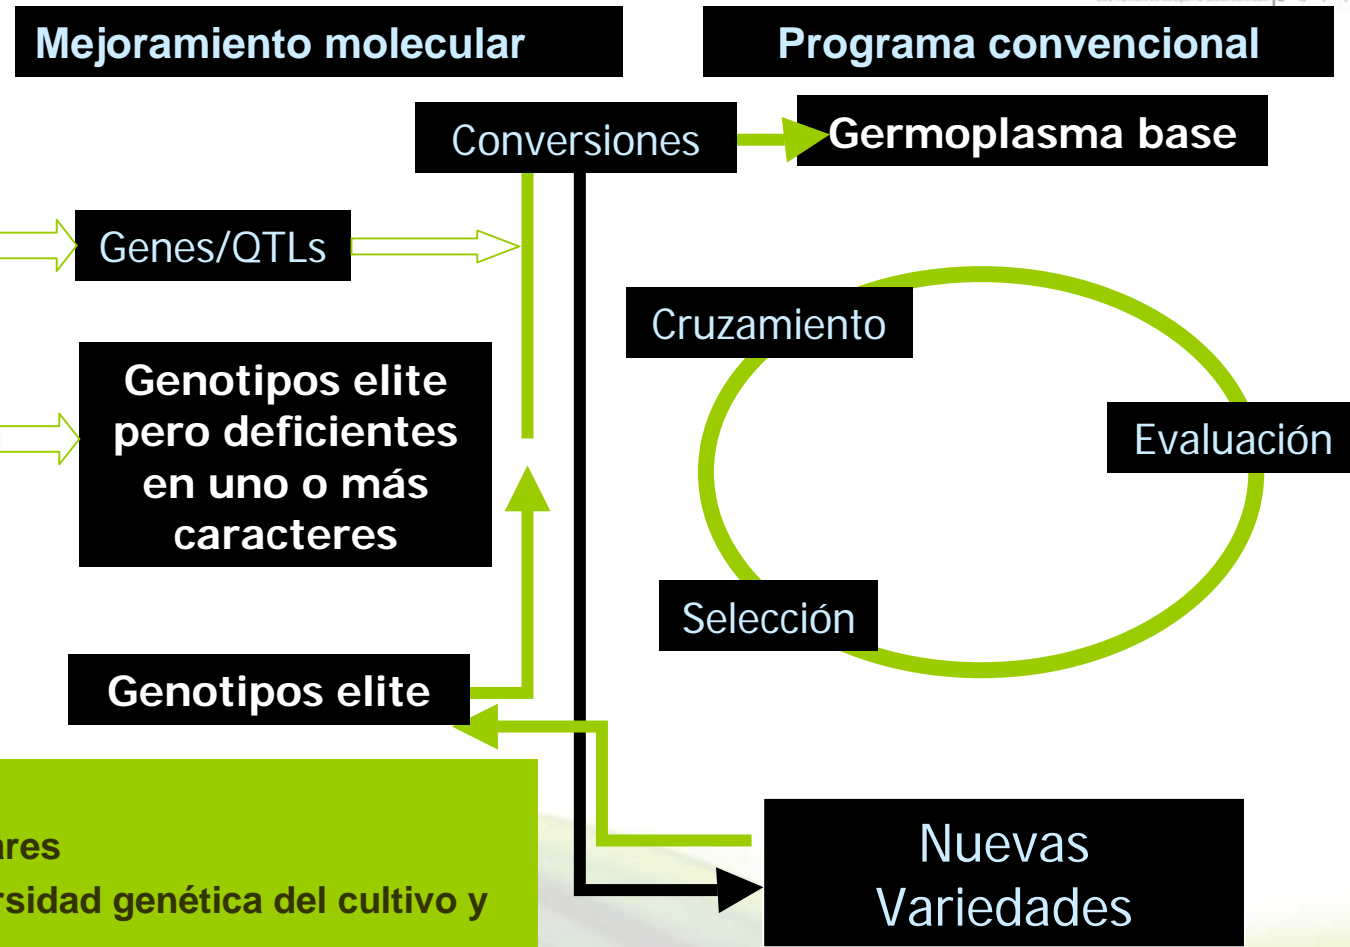 Mejoramiento molecular
Programa convencional
Conversiones
Germoplasma base
Genes/QTLs
Cruzamiento
Genotipos elite
pero deficientes
en uno o más
caracteres
Evaluación
Selección
Genotipos elite
Nuevas
Variedades
ares
rsidad genética del cultivo y